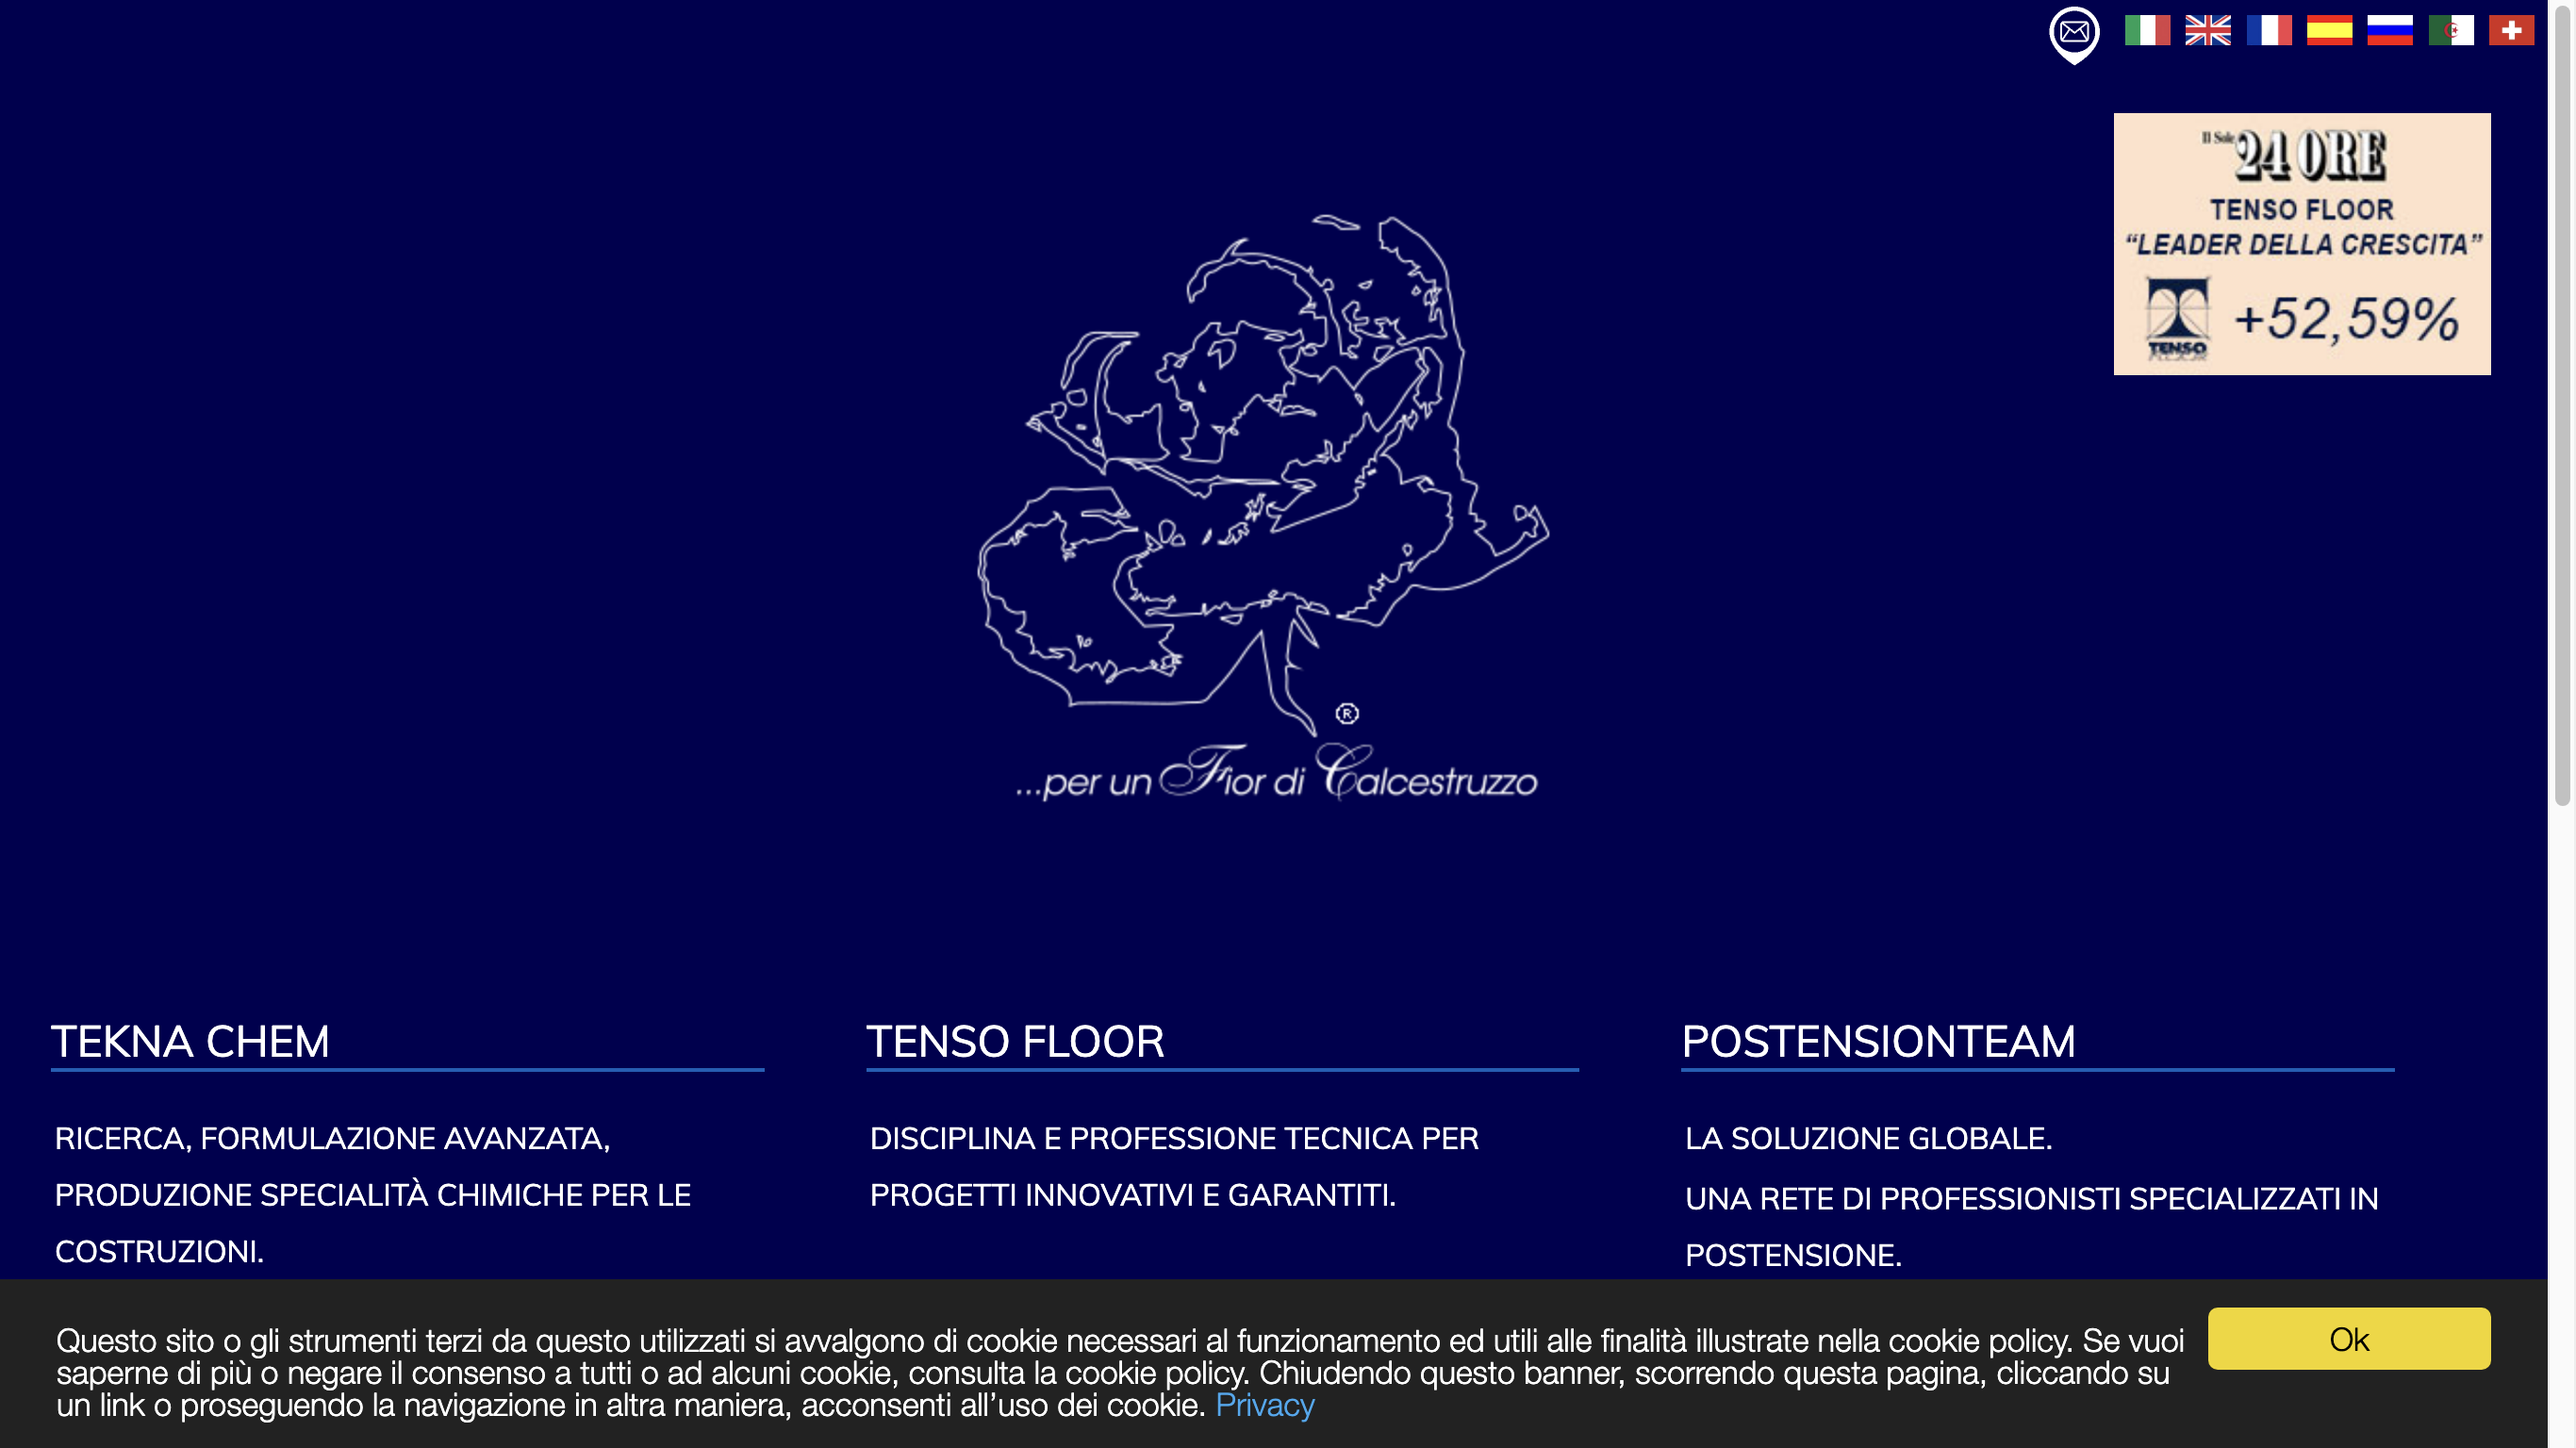 Il Sole
24 ORE
TENSO FLOOR
“LEADER DELLA CRESCITA”
TENSO
+52,59%
®
...per un Fior di Calcestruzzo
TEKNA CHEM
RICERCA, FORMULAZIONE AVANZATA,
PRODUZIONE SPECIALITÀ CHIMICHE PER LE
COSTRUZIONI.
TENSO FLOOR
DISCIPLINA E PROFESSIONE TECNICA PER
PROGETTI INNOVATIVI E GARANTITI.
POSTENSIONTEAM
LA SOLUZIONE GLOBALE.
UNA RETE DI PROFESSIONISTI SPECIALIZZATI IN
POSTENSIONE.
Questo sito o gli strumenti terzi da questo utilizzati si avvalgono di cookie necessari al funzionamento ed utili alle finalità illustrate nella cookie policy. Se vuoi
saperne di più o negare il consenso a tutti o ad alcuni cookie, consulta la cookie policy. Chiudendo questo banner, scorrendo questa pagina, cliccando su
un link o proseguendo la navigazione in altra maniera, acconsenti all’uso dei cookie. Privacy
Ok